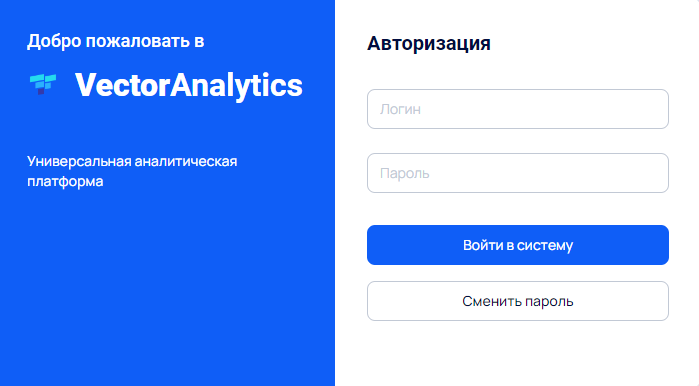 Добро пожаловать в
VectorAnalytics
Универсальная аналитическая
платформа
Авторизация
Логин
Пароль
Войти в систему
Сменить пароль